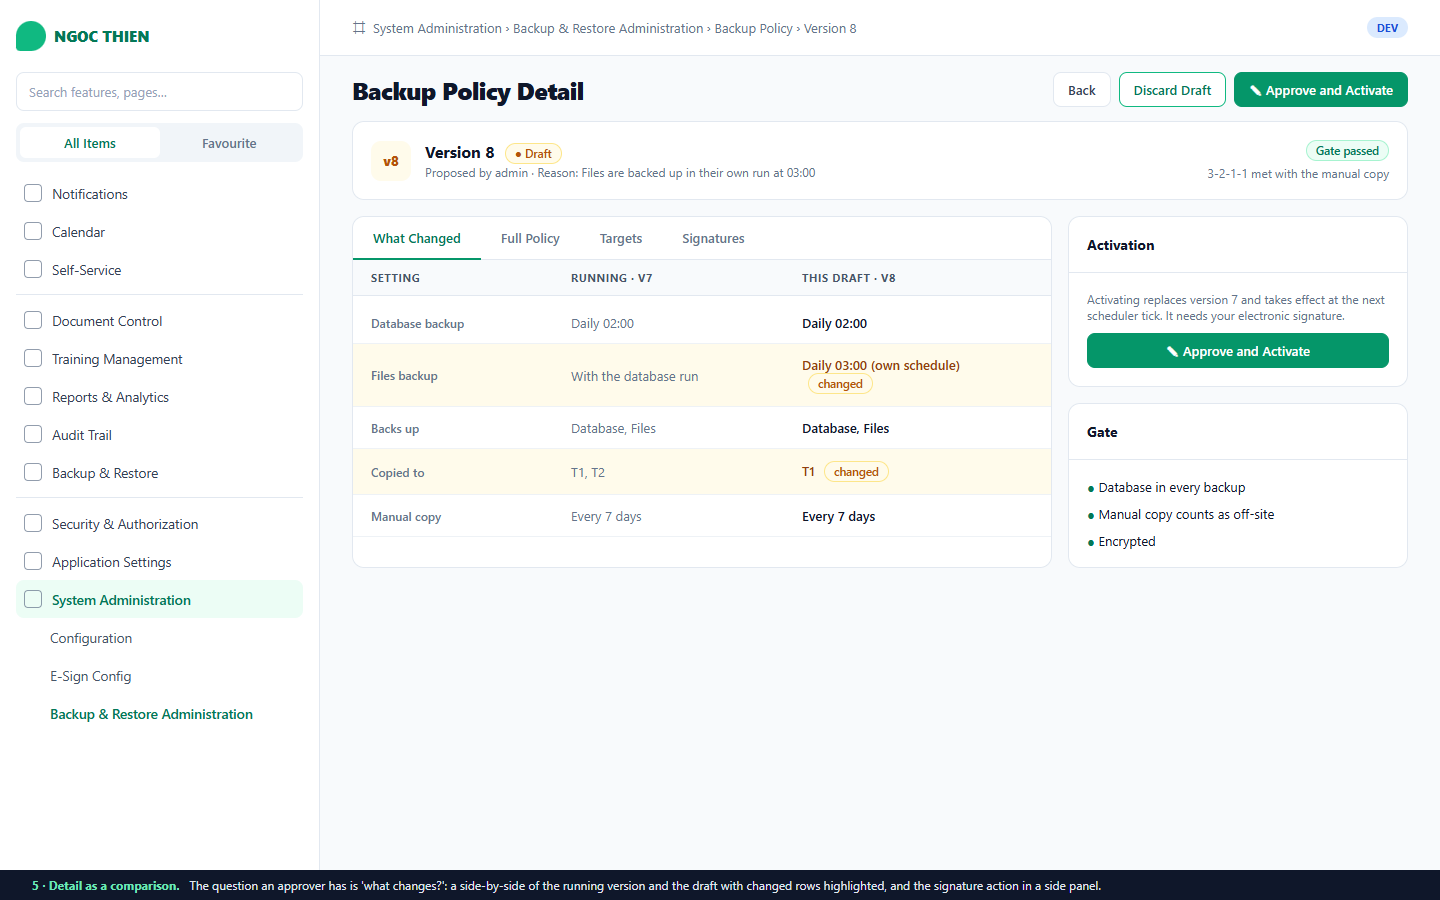 NGOC THIEN
Search features, pages...
All Items
Favourite
Notifications
Calendar
Self-Service
Document Control
Training Management
Reports & Analytics
Audit Trail
Backup & Restore
Security & Authorization
Application Settings
System Administration
Configuration
E-Sign Config
Backup & Restore Administration
System Administration › Backup & Restore Administration › Backup Policy › Version 8
DEV
Backup Policy Detail
Back
Discard Draft
✎ Approve and Activate
v8
Version 8
● Draft
Proposed by admin · Reason: Files are backed up in their own run at 03:00
Gate passed
3-2-1-1 met with the manual copy
What Changed
Full Policy
Targets
Signatures
SETTING RUNNING · V7 THIS DRAFT · V8
Database backup Daily 02:00 Daily 02:00
Files backup With the database run Daily 03:00 (own schedule)
changed
Backs up Database, Files Database, Files
Copied to T1, T2 T1 changed
Manual copy Every 7 days Every 7 days
Activation
Activating replaces version 7 and takes effect at the next
scheduler tick. It needs your electronic signature.
✎ Approve and Activate
Gate
● Database in every backup
● Manual copy counts as off-site
● Encrypted
5 · Detail as a comparison. The question an approver has is 'what changes?': a side-by-side of the running version and the draft with changed rows highlighted, and the signature action in a side panel.